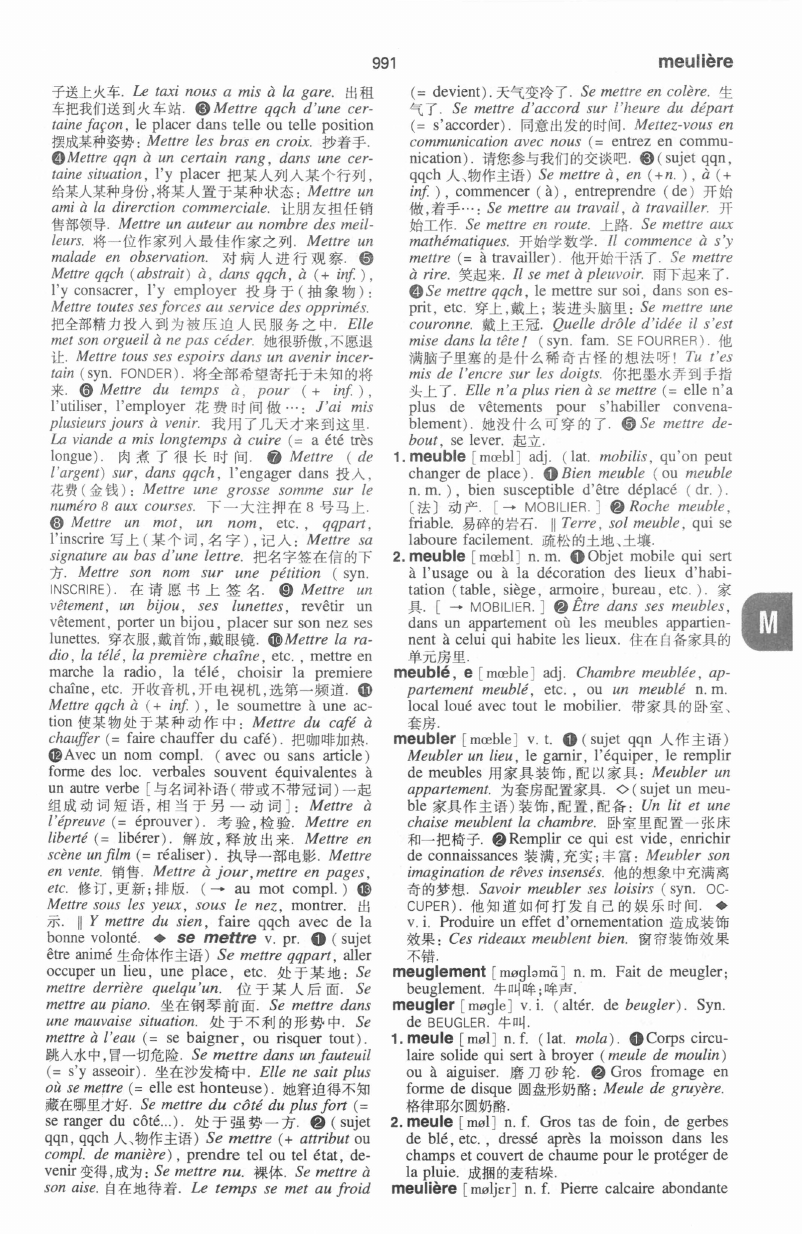 991
meulière
子送上火车. Le taxi nous a mis à la gare. 出租
车把我们送到火车站. ❸Mettre qqch d'une cer-
taine façon, le placer dans telle ou telle position
摆成某种姿势: Mettre les bras en croix. 抄着手.
❹Mettre qqn à un certain rang, dans une cer-
taine situation, l'y placer 把某人列入某个行列,
给某人某种身份,将某人置于某种状态: Mettre un
ami à la direrction commerciale. 让朋友担任销
售部领导. Mettre un auteur au nombre des meil-
leurs. 将一位作家列入最佳作家之列. Mettre un
malade en observation. 对病人进行观察. ❺
Mettre qqch (abstrait) à, dans qqch, à (+ inf.),
l'y consacrer, l'y employer 投身于(抽象物):
Mettre toutes ses forces au service des opprimés.
把全部精力投入到为被压迫人民服务之中. Elle
met son orgueil à ne pas céder. 她很骄傲,不愿退
让. Mettre tous ses espoirs dans un avenir incer-
tain (syn. FONDER). 将全部希望寄托于未知的将
来. ❻ Mettre du temps à, pour (+ inf.),
l'utiliser, l'employer 花费时间做…: J'ai mis
plusieurs jours à venir. 我用了几天才来到这里.
La viande a mis longtemps à cuire (= a été très
longue). 肉煮了很长时间. ❼ Mettre (de
l'argent) sur, dans qqch, l'engager dans 投入,
花费(金钱): Mettre une grosse somme sur le
numéro 8 aux courses. 下一大注押在 8 号马上.
❽ Mettre un mot, un nom, etc., qqpart,
l'inscrire 写上(某个词,名字),记入: Mettre sa
signature au bas d'une lettre. 把名字签在信的下
方. Mettre son nom sur une pétition (syn.
INSCRIRE). 在请愿书上签名. ❾ Mettre un
vêtement, un bijou, ses lunettes, revêtir un
vêtement, porter un bijou, placer sur son nez ses
lunettes. 穿衣服,戴首饰,戴眼镜. ❿Mettre la ra-
dio, la télé, la première chaîne, etc., mettre en
marche la radio, la télé, choisir la premiere
chaîne, etc. 开收音机,开电视机,选第一频道. ⓫
Mettre qqch à (+ inf.), le soumettre à une ac-
tion 使某物处于某种动作中: Mettre du café à
chauffer (= faire chauffer du café). 把咖啡加热.
⓬Avec un nom compl. (avec ou sans article)
forme des loc. verbales souvent équivalentes à
un autre verbe [与名词补语(带或不带冠词)一起
组成动词短语,相当于另一动词]: Mettre à
l'épreuve (= éprouver). 考验,检验. Mettre en
liberté (= libérer). 解放,释放出来. Mettre en
scène un film (= réaliser). 执导一部电影. Mettre
en vente. 销售. Mettre à jour,mettre en pages,
etc. 修订,更新;排版. (→ au mot compl.) ⓭
Mettre sous les yeux, sous le nez, montrer. 出
示. ‖ Y mettre du sien, faire qqch avec de la
bonne volonté. ◆ se mettre v. pr. ❶ (sujet
être animé 生命体作主语) Se mettre qqpart, aller
occuper un lieu, une place, etc. 处于某地: Se
mettre derrière quelqu'un. 位于某人后面. Se
mettre au piano. 坐在钢琴前面. Se mettre dans
une mauvaise situation. 处于不利的形势中. Se
mettre à l'eau (= se baigner, ou risquer tout).
跳入水中,冒一切危险. Se mettre dans un fauteuil
(= s'y asseoir). 坐在沙发椅中. Elle ne sait plus
où se mettre (= elle est honteuse). 她窘迫得不知
藏在哪里才好. Se mettre du côté du plus fort (=
se ranger du côté...). 处于强势一方. ❷ (sujet
qqn, qqch 人、物作主语) Se mettre (+ attribut ou
compl. de manière), prendre tel ou tel état, de-
venir 变得,成为: Se mettre nu. 裸体. Se mettre à
son aise. 自在地待着. Le temps se met au froid
(= devient). 天气变冷了. Se mettre en colère. 生
气了. Se mettre d'accord sur l'heure du départ
(= s'accorder). 同意出发的时间. Mettez-vous en
communication avec nous (= entrez en commu-
nication). 请您参与我们的交谈吧. ❸(sujet qqn,
qqch 人、物作主语) Se mettre à, en (+n.), à (+
inf.), commencer (à), entreprendre (de) 开始
做,着手…: Se mettre au travail, à travailler. 开
始工作. Se mettre en route. 上路. Se mettre aux
mathématiques. 开始学数学. Il commence à s'y
mettre (= à travailler). 他开始干活了. Se mettre
à rire. 笑起来. Il se met à pleuvoir. 雨下起来了.
❹Se mettre qqch, le mettre sur soi, dans son es-
prit, etc. 穿上,戴上; 装进头脑里: Se mettre une
couronne. 戴上王冠. Quelle drôle d'idée il s'est
mise dans la tête! (syn. fam. SE FOURRER). 他
满脑子里塞的是什么稀奇古怪的想法呀! Tu t'es
mis de l'encre sur les doigts. 你把墨水弄到手指
头上了. Elle n'a plus rien à se mettre (= elle n'a
plus de vêtements pour s'habiller convena-
blement). 她没什么可穿的了. ❺Se mettre de-
bout, se lever. 起立.
1. meuble [mœbl] adj. (lat. mobilis, qu'on peut
changer de place). ❶Bien meuble (ou meuble
n. m.), bien susceptible d'être déplacé (dr.).
〔法〕动产. [→ MOBILIER.] ❷Roche meuble,
friable. 易碎的岩石. ‖ Terre, sol meuble, qui se
laboure facilement. 疏松的土地、土壤.
2. meuble [mœbl] n. m. ❶Objet mobile qui sert
à l'usage ou à la décoration des lieux d'habi-
tation (table, siège, armoire, bureau, etc.). 家
具. [→ MOBILIER.] ❷Être dans ses meubles,
dans un appartement où les meubles appartien-
nent à celui qui habite les lieux. 住在自备家具的
单元房里.
meublé, e [mœble] adj. Chambre meublée, ap-
partement meublé, etc., ou un meublé n. m.
local loué avec tout le mobilier. 带家具的卧室、
套房.
meubler [mœble] v. t. ❶(sujet qqn 人作主语)
Meubler un lieu, le garnir, l'équiper, le remplir
de meubles 用家具装饰,配以家具: Meubler un
appartement. 为套房配置家具. ◇(sujet un meu-
ble 家具作主语)装饰,配置,配备: Un lit et une
chaise meublent la chambre. 卧室里配置一张床
和一把椅子. ❷Remplir ce qui est vide, enrichir
de connaissances 装满,充实;丰富: Meubler son
imagination de rêves insensés. 他的想象中充满离
奇的梦想. Savoir meubler ses loisirs (syn. OC-
CUPER). 他知道如何打发自己的娱乐时间. ◆
v. i. Produire un effet d'ornementation 造成装饰
效果: Ces rideaux meublent bien. 窗帘装饰效果
不错.
meuglement [møgləmɑ̃] n. m. Fait de meugler;
beuglement. 牛叫哞;哞声.
meugler [møgle] v. i. (altér. de beugler). Syn.
de BEUGLER. 牛叫.
1. meule [møl] n. f. (lat. mola). ❶Corps circu-
laire solide qui sert à broyer (meule de moulin)
ou à aiguiser. 磨刀砂轮. ❷ Gros fromage en
forme de disque 圆盘形奶酪: Meule de gruyère.
格律耶尔圆奶酪.
2. meule [møl] n. f. Gros tas de foin, de gerbes
de blé, etc., dressé après la moisson dans les
champs et couvert de chaume pour le protéger de
la pluie. 成捆的麦秸垛.
meulière [møljɛr] n. f. Pierre calcaire abondante
M